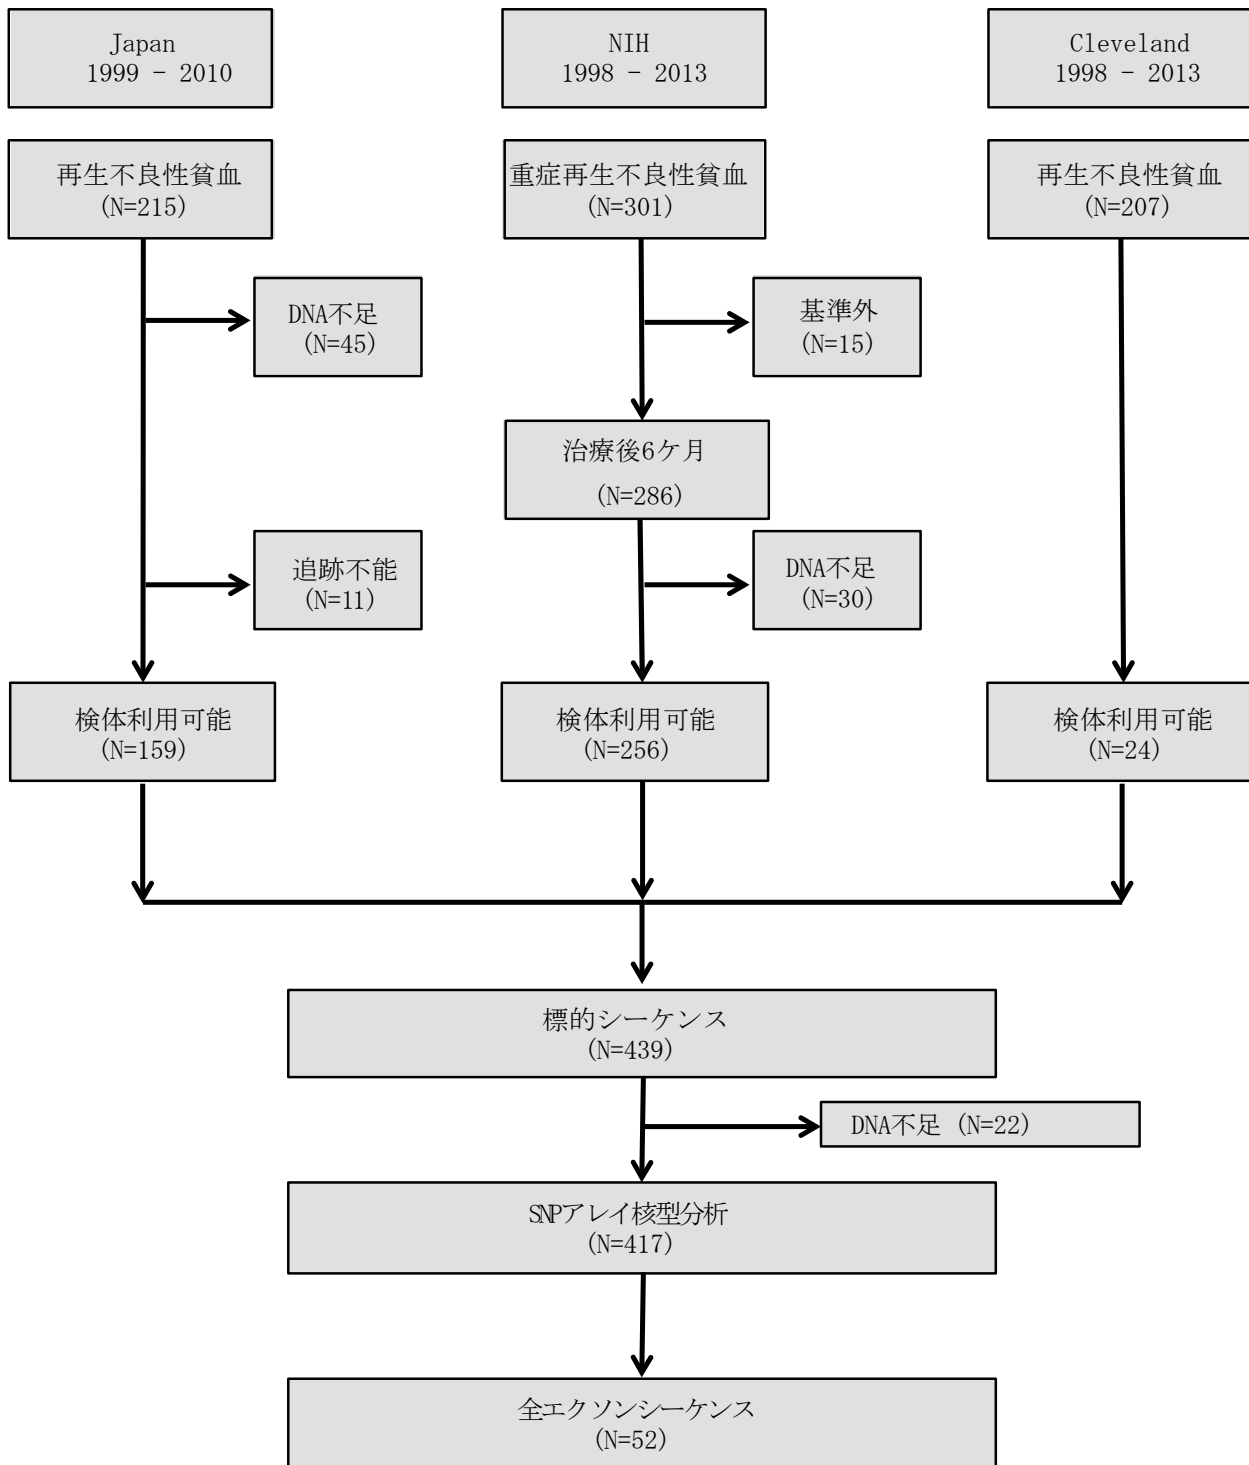 Japan
1999 - 2010
NIH
1998 - 2013
Cleveland
1998 - 2013
再生不良性貧血
(N=215)
重症再生不良性貧血
(N=301)
再生不良性貧血
(N=207)
DNA不足
(N=45)
基準外
(N=15)
治療後6ケ月
(N=286)
追跡不能
(N=11)
DNA不足
(N=30)
検体利用可能
(N=159)
検体利用可能
(N=256)
検体利用可能
(N=24)
標的シーケンス
(N=439)
DNA不足 (N=22)
SNPアレイ核型分析
(N=417)
全エクソンシーケンス
(N=52)